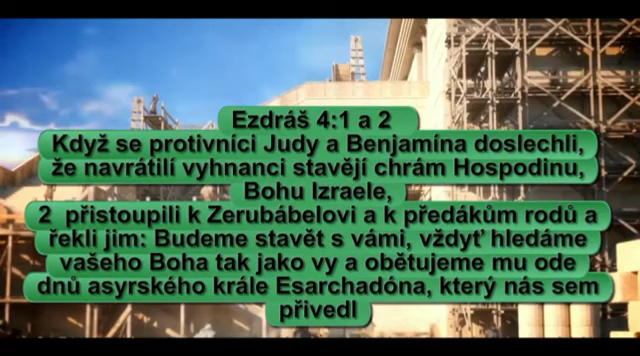 Ezdráš 4:1 a 2
Když se protivníci Judy a Benjamína doslechli,
že navrátilí vyhnanci stavějí chrám Hospodinu,
Bohu Izraele,
2 přistoupili k Zerubábelovi a k předákům rodů a
řekli jim: Budeme stavět s vámi, vždyť hledáme
vašeho Boha tak jako vy a obětujeme mu ode
dnů asyrského krále Esarchadóna, který nás sem
přivedl